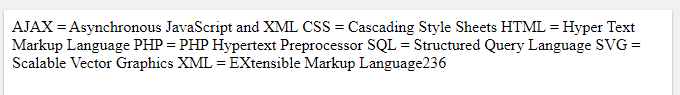 AJAX = Asynchronous JavaScript and XML CSS = Cascading Style Sheets HTML = Hyper Text
Markup Language PHP = PHP Hypertext Preprocessor SQL = Structured Query Language SVG =
Scalable Vector Graphics XML = EXtensible Markup Language236